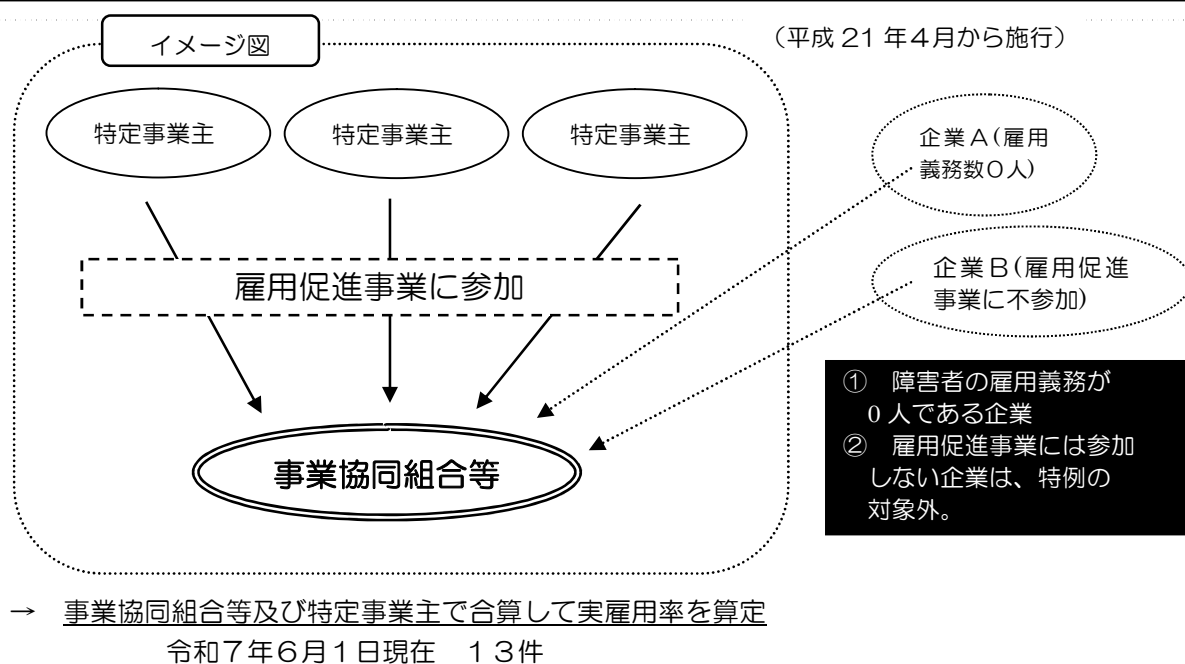 イメージ図
（平成 21 年４月から施行）
特定事業主
特定事業主
特定事業主
企業Ａ(雇用
義務数０人)
企業Ｂ(雇用促進
事業に不参加)
雇用促進事業に参加
① 障害者の雇用義務が
0 人である企業
② 雇用促進事業には参加
しない企業は、特例の
対象外。
事業協同組合等
→ 事業協同組合等及び特定事業主で合算して実雇用率を算定
令和７年６月１日現在 １３件